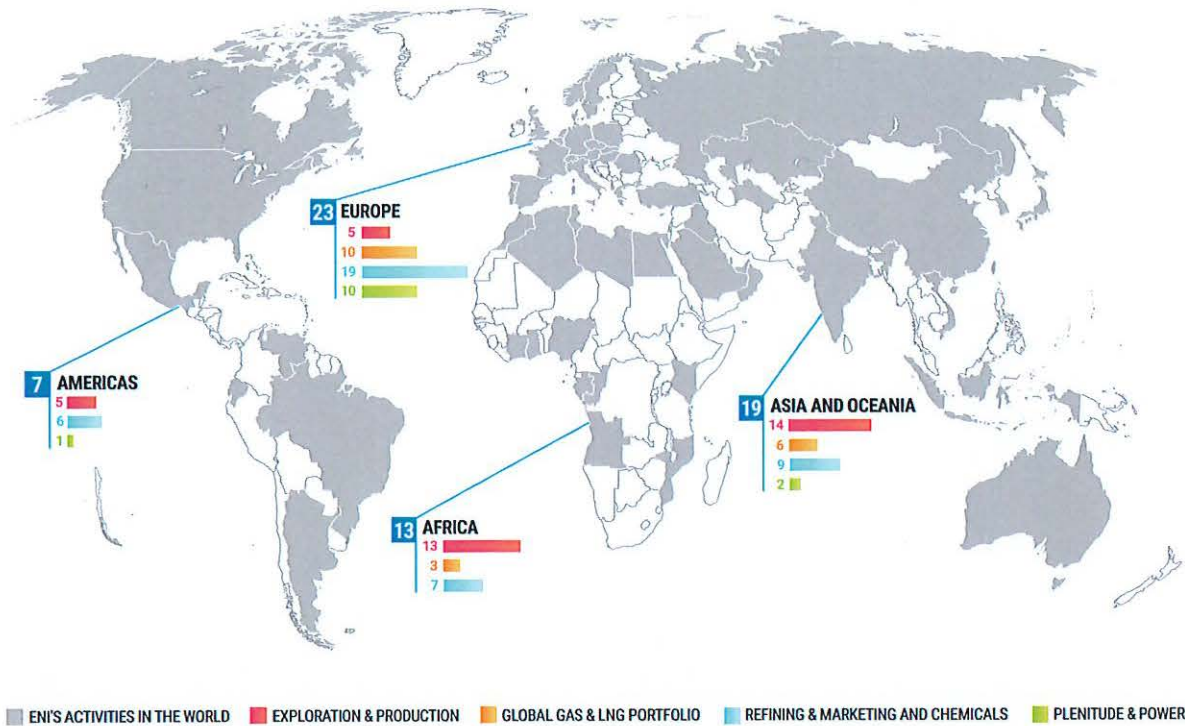 23 EUROPE
5
10
19
10
7 AMERICAS
5
6
1
19 ASIA AND OCEANIA
14
6
9
2
13 AFRICA
13
3
7
ENI'S ACTIVITIES IN THE WORLD EXPLORATION & PRODUCTION GLOBAL GAS & LNG PORTFOLIO REFINING & MARKETING AND CHEMICALS PLENITUDE & POWER